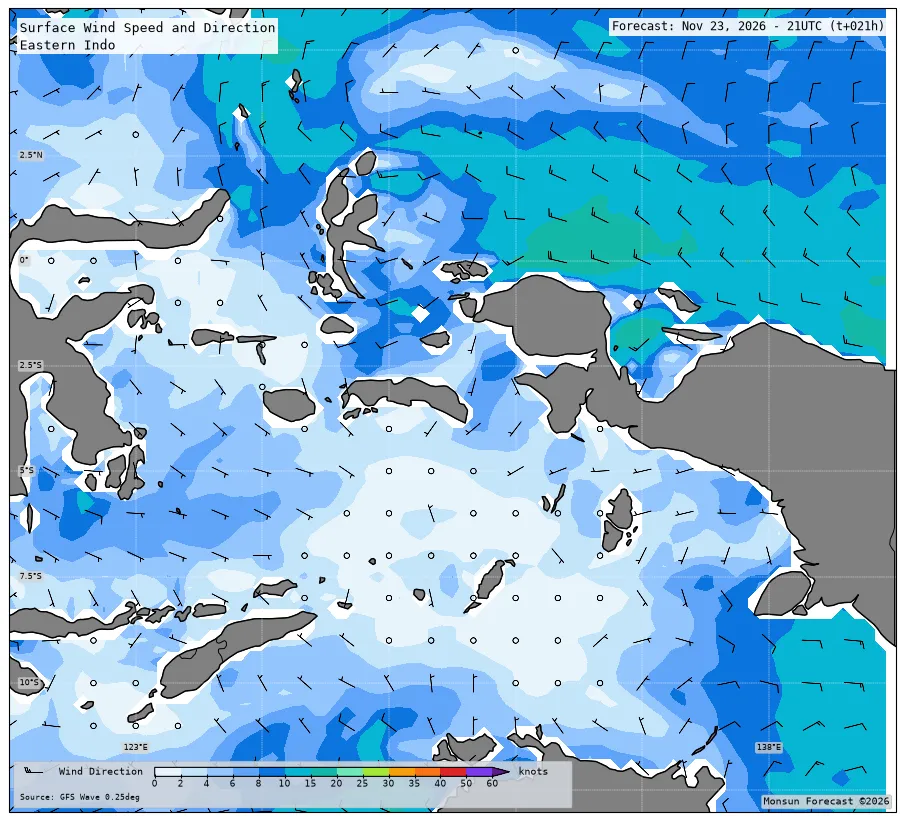 Surface Wind Speed and Direction
Eastern Indo
Forecast: Nov 23, 2026 - 21UTC (t+021h)
2.5°N
0°
2.5°S
5°S
7.5°S
10°S
123°E
138°E
Wind Direction
0 2 4 6 8 10 15 20 25 30 35 40 50 60
knots
Source: GFS Wave 0.25deg
Monsun Forecast ©2026